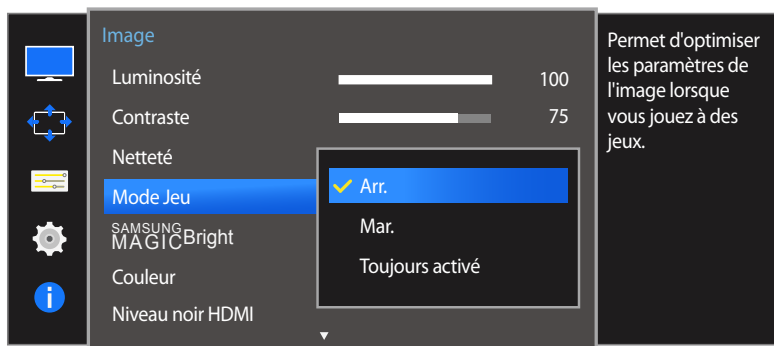 Image
Luminosité 100
Contraste 75
Netteté
Mode Jeu
SAMSUNG
MAGICBright
Couleur
Niveau noir HDMI
Arr.
Mar.
Toujours activé
Permet d'optimiser
les paramètres de
l'image lorsque
vous jouez à des
jeux.